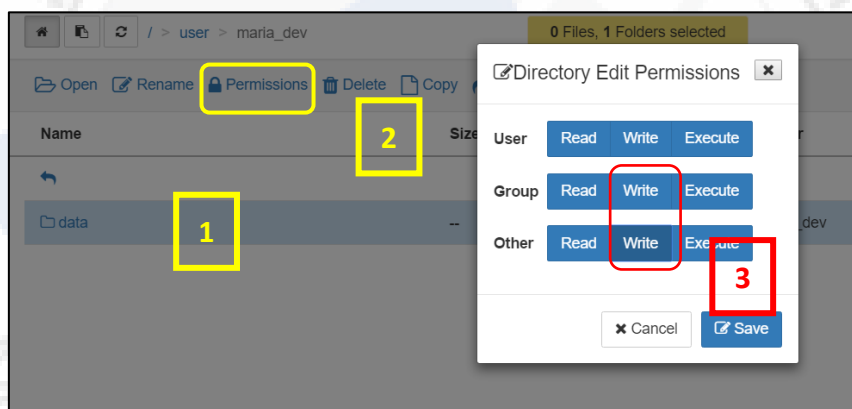 / > user > maria_dev
0 Files, 1 Folders selected
Open Rename Permissions Delete Copy
Name
Size
2
data
--
_dev
1
Directory Edit Permissions
User Read Write Execute
Group Read Write Execute
Other Read Write Execute
3
Cancel Save